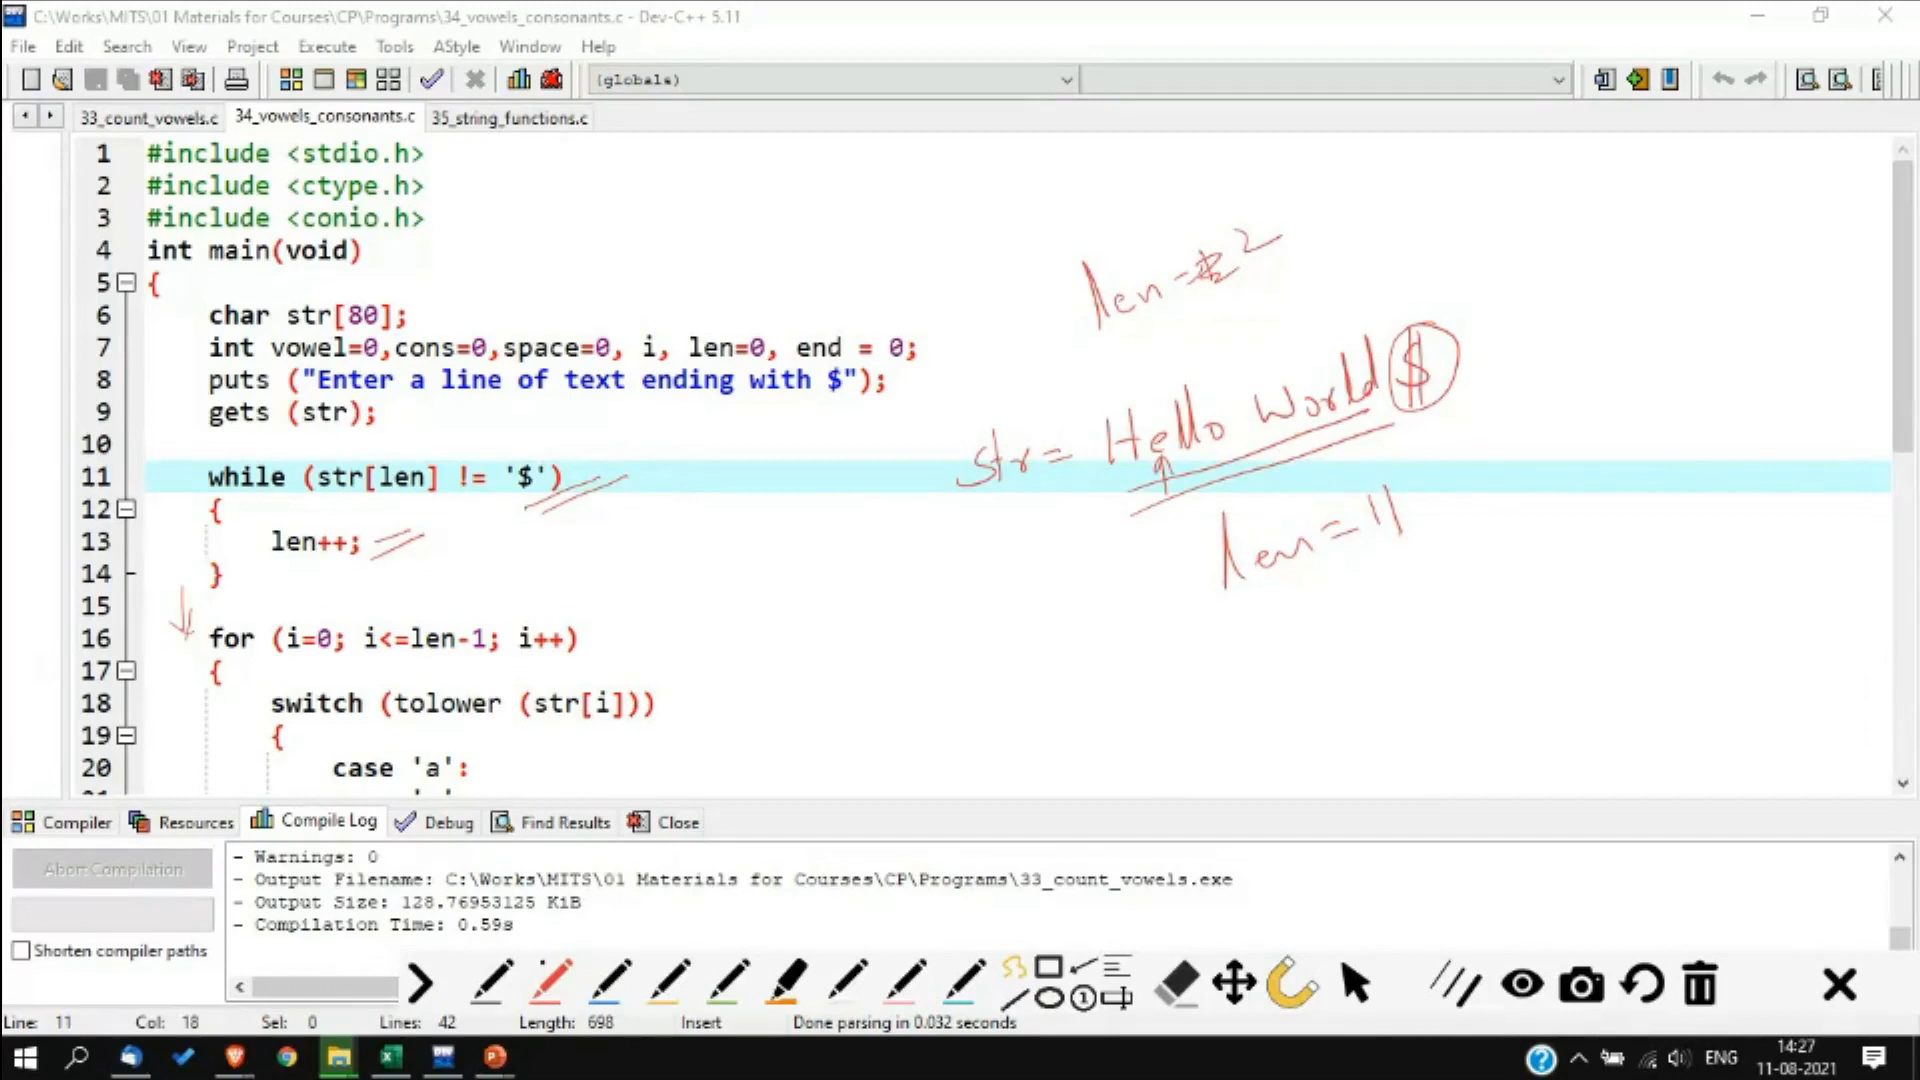 C:\Works\MITS\01 Materials for Courses\CP\Programs\34_vowels_consonants.c - Dev-C++ 5.11
File Edit Search View Project Execute Tools AStyle Window Help
(globals)
33_count_vowels.c 34_vowels_consonants.c 35_string_functions.c
1 #include <stdio.h>
2 #include <ctype.h>
3 #include <conio.h>
4 int main(void)
5 {
6 char str[80];
7 int vowel=0,cons=0,space=0, i, len=0, end = 0;
8 puts ("Enter a line of text ending with $");
9 gets (str);
10
11 while (str[len] != '$')
12 {
13 len++;
14 }
15
16 for (i=0; i<=len-1; i++)
17 {
18 switch (tolower (str[i]))
19 {
20 case 'a':
len = 2
str = Hello World $
len = 11
Compiler Resources Compile Log Debug Find Results Close
Abort Compilation
Shorten compiler paths
- Warnings: 0
- Output Filename: C:\Works\MITS\01 Materials for Courses\CP\Programs\33_count_vowels.exe
- Output Size: 128.76953125 KiB
- Compilation Time: 0.59s
Line: 11 Col: 18 Sel: 0 Lines: 42 Length: 698 Insert Done parsing in 0.032 seconds
ENG
14:27
11-08-2021